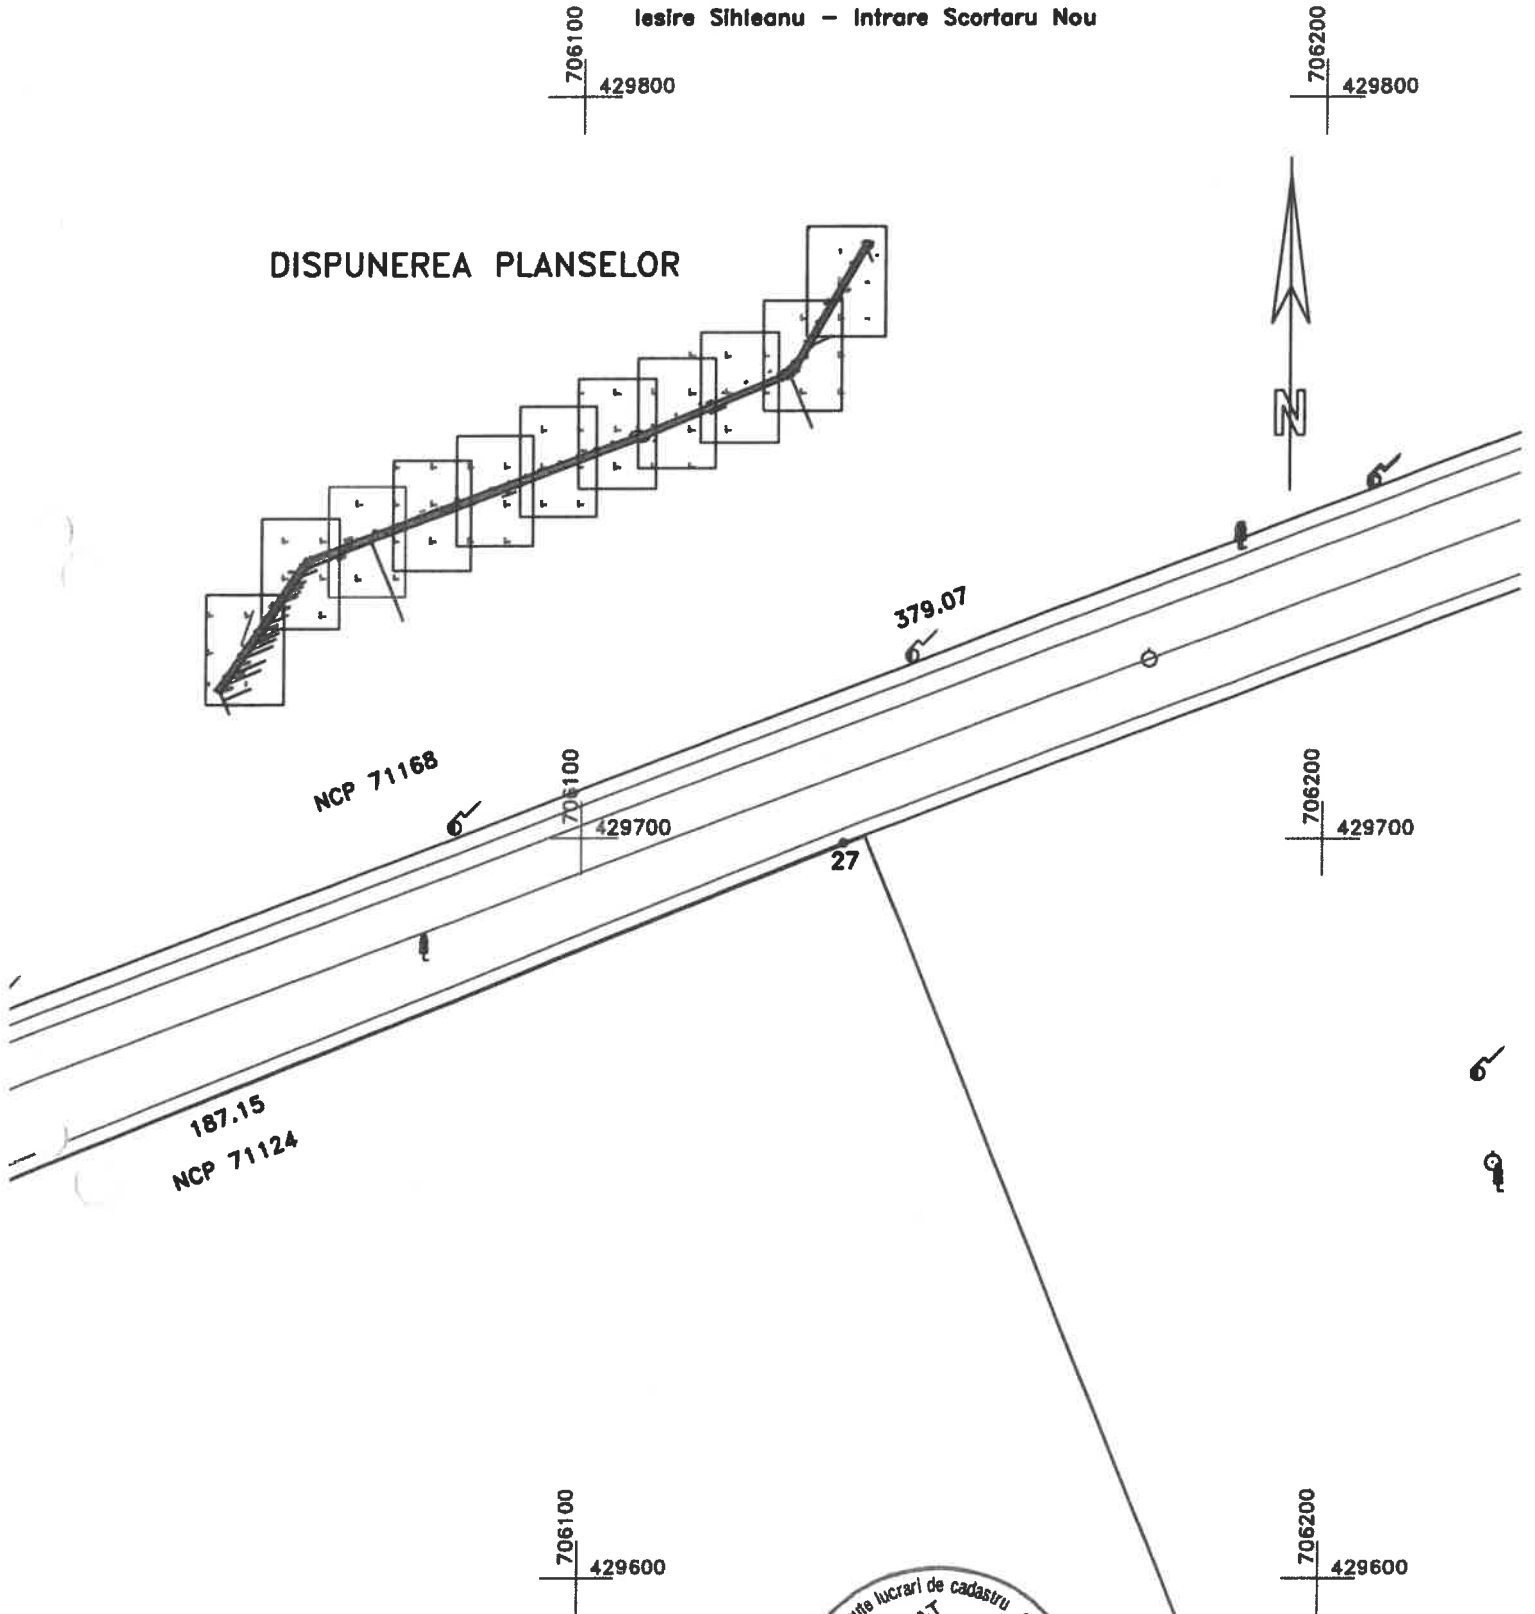 Iesire Sihleanu – Intrare Scortaru Nou
706100
429800
706200
429800
DISPUNEREA PLANSELOR
N
379.07
NCP 71168
706100
429700
706200
429700
27
187.15
NCP 71124
706100
429600
706200
429600
lucrari de cadastru